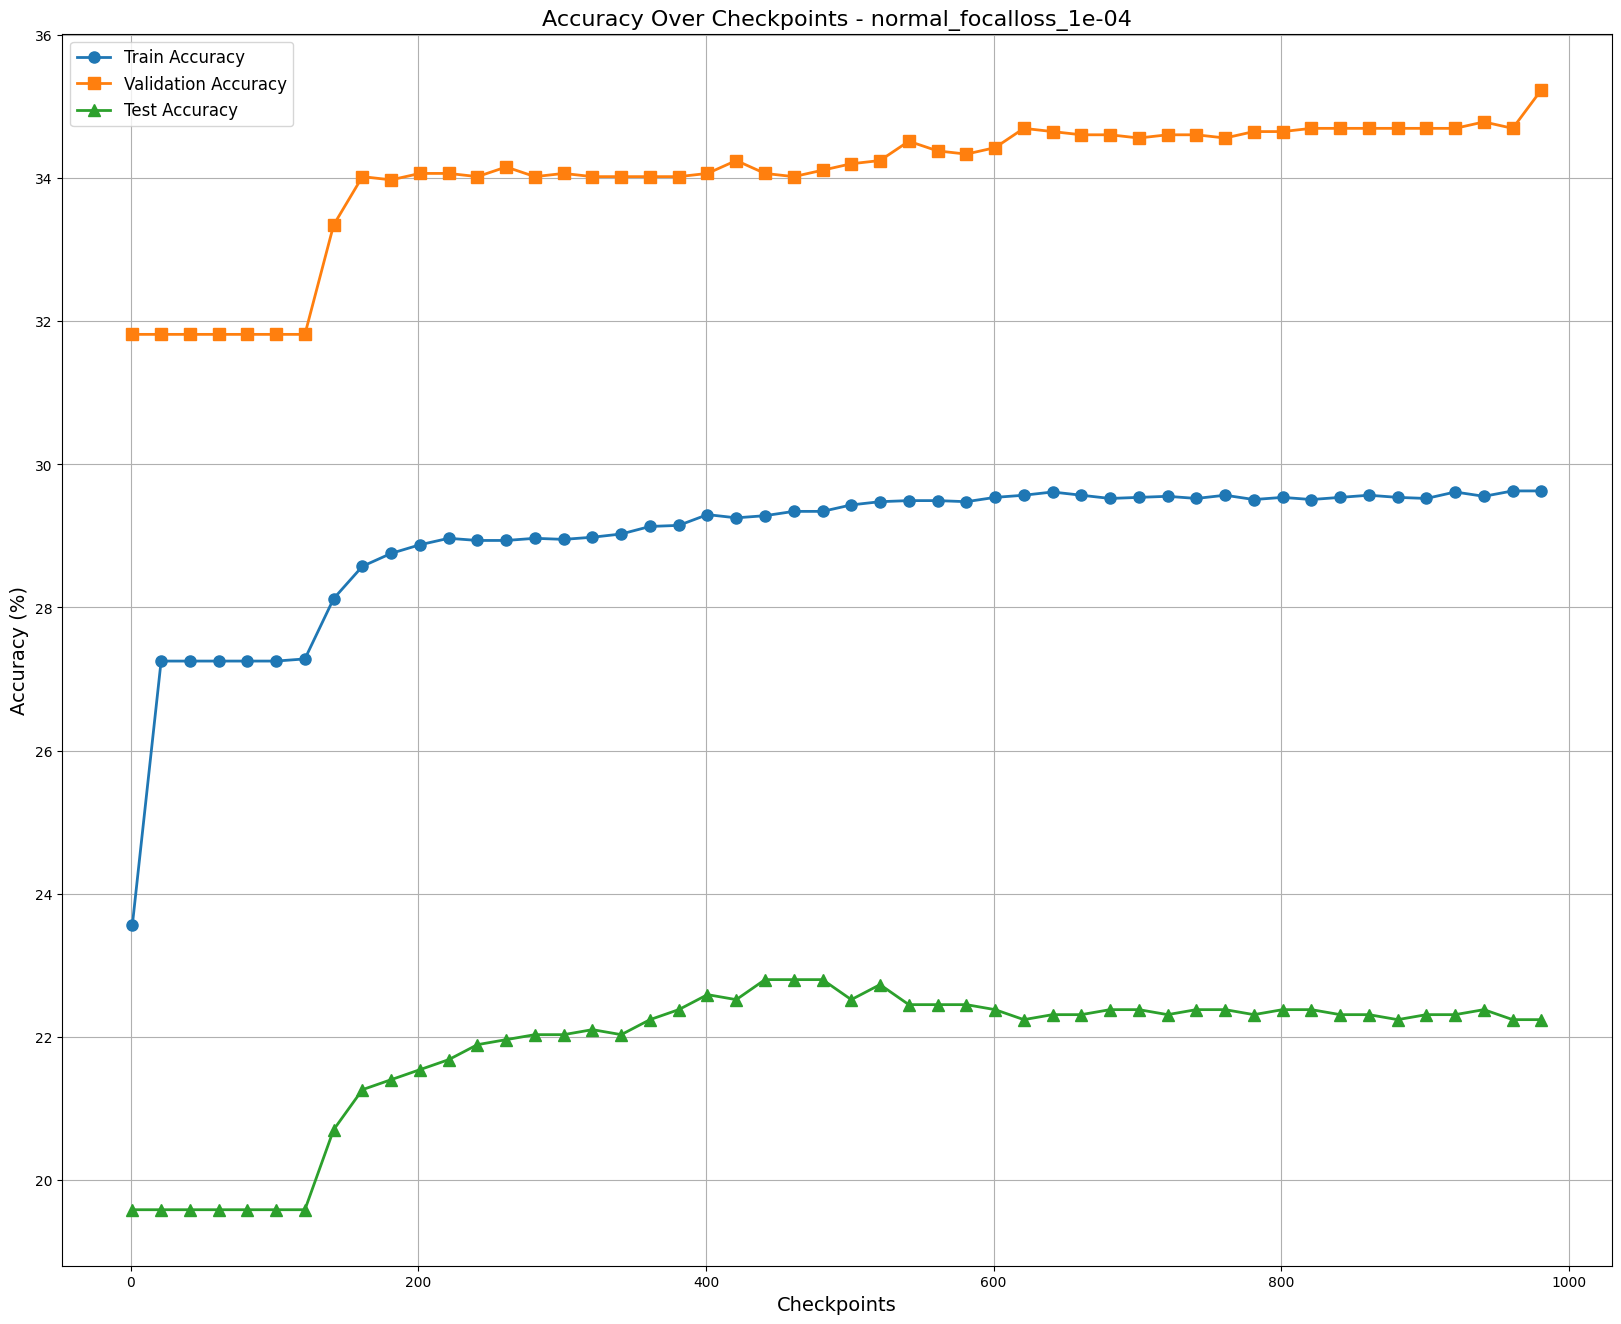 Accuracy Over Checkpoints - normal_focalloss_1e-04
Train Accuracy
Validation Accuracy
Test Accuracy
Accuracy (%)
36
34
32
30
28
26
24
22
20
0 200 400 600 800 1000
Checkpoints